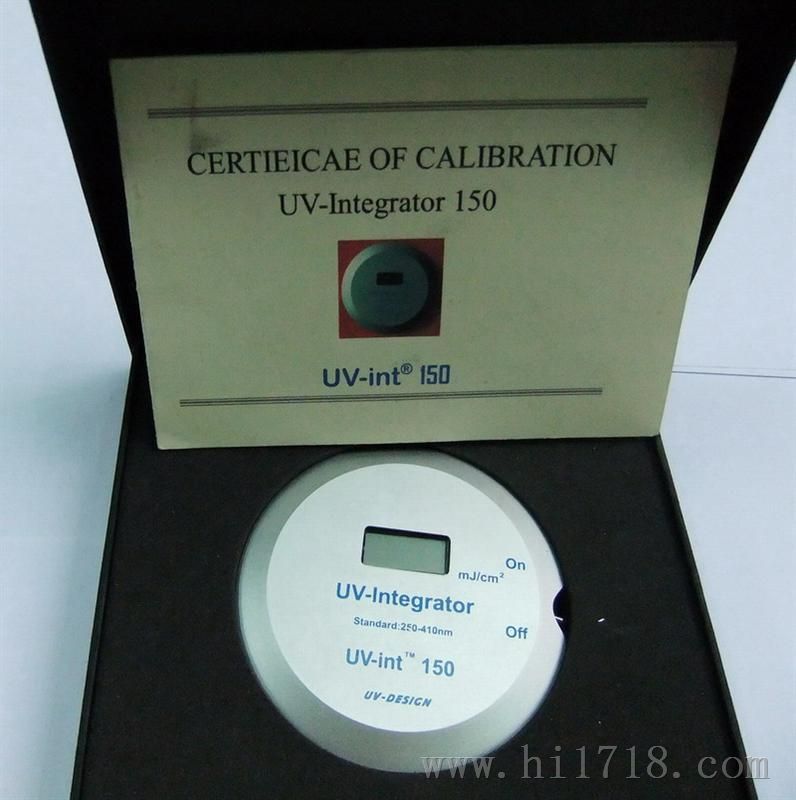 CERTIEICAE OF CALIBRATION
UV-Integrator 150
UV-int® 150
On
mJ/cm²
UV-Integrator
Standard:250-410nm
Off
UV-int™ 150
UV-DESIGN
www.hi1718.com